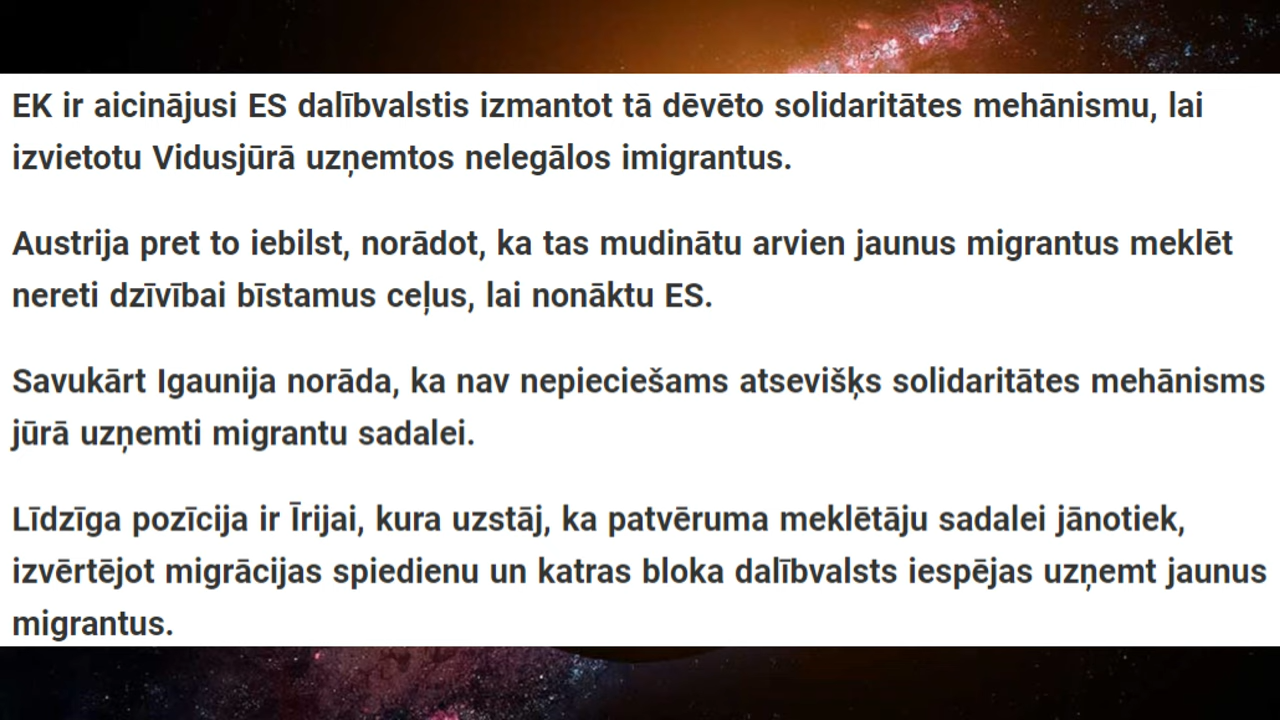 EK ir aicinājusi ES dalībvalstis izmantot tā dēvēto solidaritātes mehānismu, lai
izvietotu Vidusjūrā uzņemtos nelegālos imigrantus.
Austrija pret to iebilst, norādot, ka tas mudinātu arvien jaunus migrantus meklēt
nereti dzīvībai bīstamus ceļus, lai nonāktu ES.
Savukārt Igaunija norāda, ka nav nepieciešams atsevišķs solidaritātes mehānisms
jūrā uzņemti migrantu sadalei.
Līdzīga pozīcija ir Īrijai, kura uzstāj, ka patvēruma meklētāju sadalei jānotiek,
izvērtējot migrācijas spiedienu un katras bloka dalībvalsts iespējas uzņemt jaunus
migrantus.